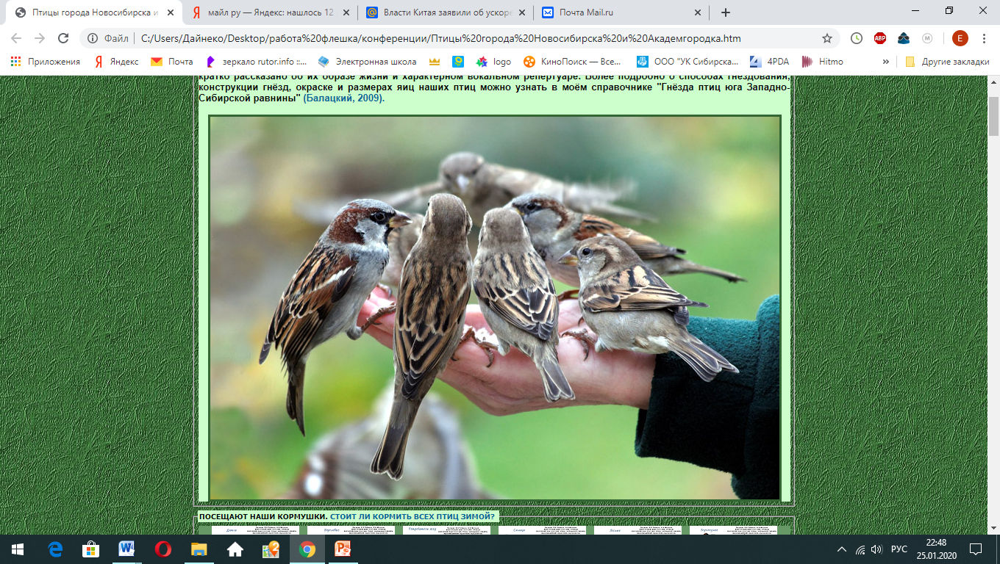 Птицы города Новосибирска и
майл ру — Яндекс: нашлось 12
Власти Китая заявили об ускоре
Почта Mail.ru
Файл
C:/Users/Дайнеко/Desktop/работа%20флешка/конференции/Птицы%20города%20Новосибирска%20и%20Академгородка.htm
ABP
M
E
Приложения
Яндекс
Почта
зеркало rutor.info ::...
Электронная школа
logo
КиноПоиск — Все...
ООО "УК Сибирска...
4PDA
Hitmo
»
Другие закладки
кратко рассказано об их образе жизни и характерном вокальном репертуаре. Более подробно о способах гнездования,
конструкции гнёзд, окраске и размерах яиц наших птиц можно узнать в моём справочнике "Гнёзда птиц юга Западно-
Сибирской равнины" (Балацкий, 2009).
ПОСЕЩАЮТ НАШИ КОРМУШКИ. СТОИТ ЛИ КОРМИТЬ ВСЕХ ПТИЦ ЗИМОЙ?
РУС
22:48
25.01.2020